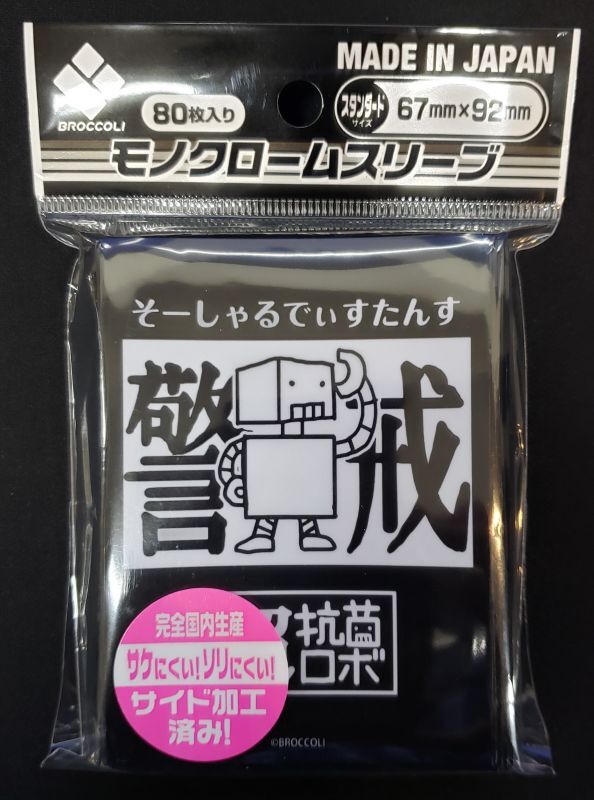 MADE IN JAPAN
BROCCOLI
80枚入り
スタンダード
サイズ
67mm×92mm
モノクロームスリーブ
そーしゃるでぃすたんす
警戒
抗菌
ロボ
完全国内生産
サケにくい!ソリにくい!
サイド加工
済み!
©BROCCOLI